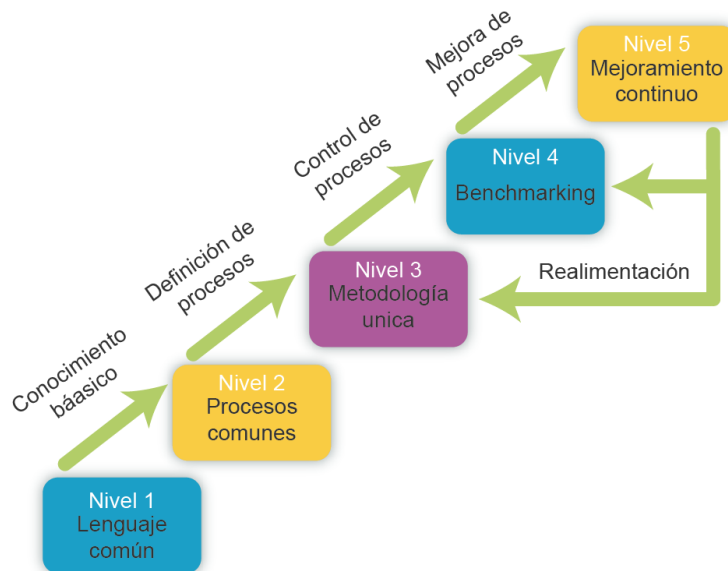 Nivel 5
Mejoramiento
continuo
Mejora de
procesos
Nivel 4
Benchmarking
Control de
procesos
Nivel 3
Metodología
unica
Realimentación
Definición de
procesos
Nivel 2
Procesos
comunes
Conocimiento
báasico
Nivel 1
Lenguaje
común